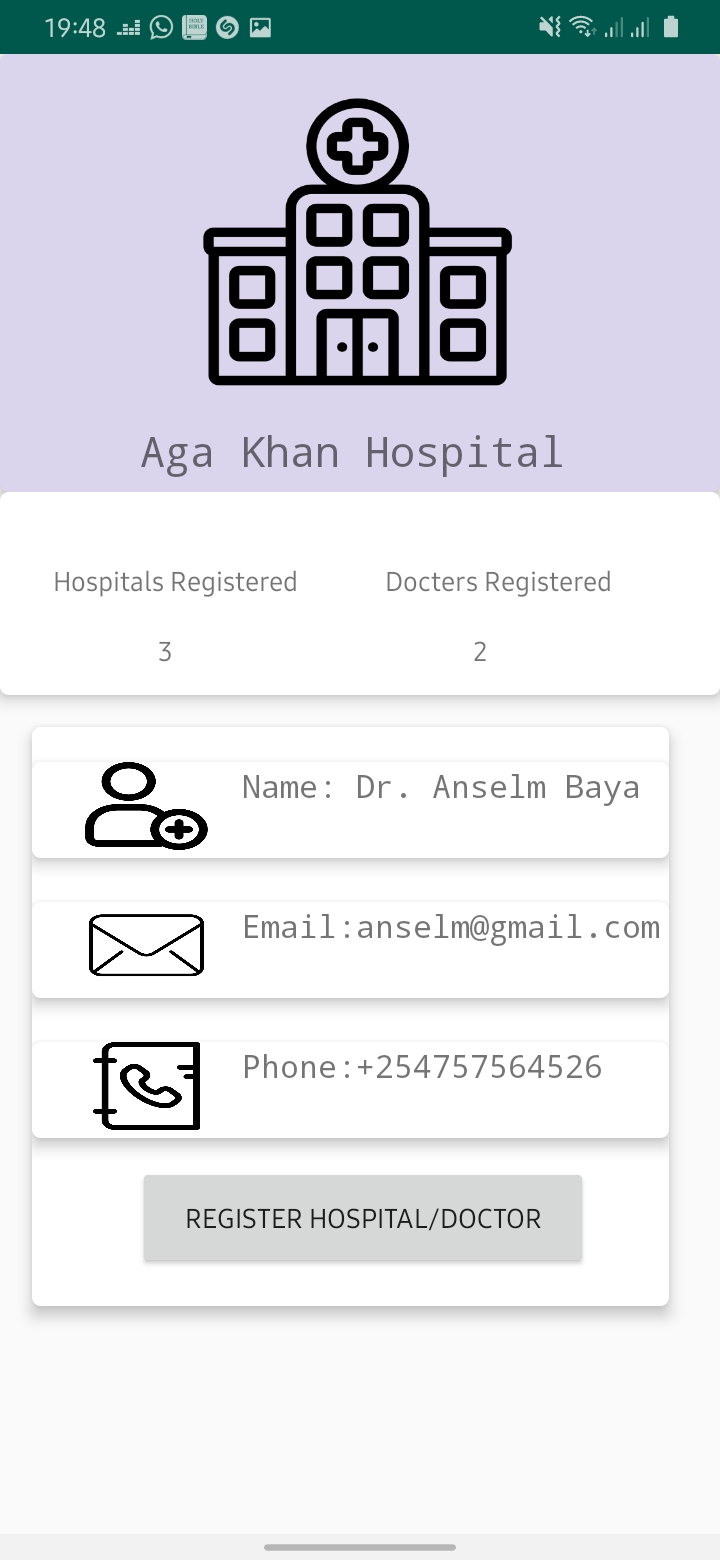 19:48
Aga Khan Hospital
Hospitals Registered Docters Registered
3 2
Name: Dr. Anselm Baya
Email:anselm@gmail.com
Phone:+254757564526
REGISTER HOSPITAL/DOCTOR